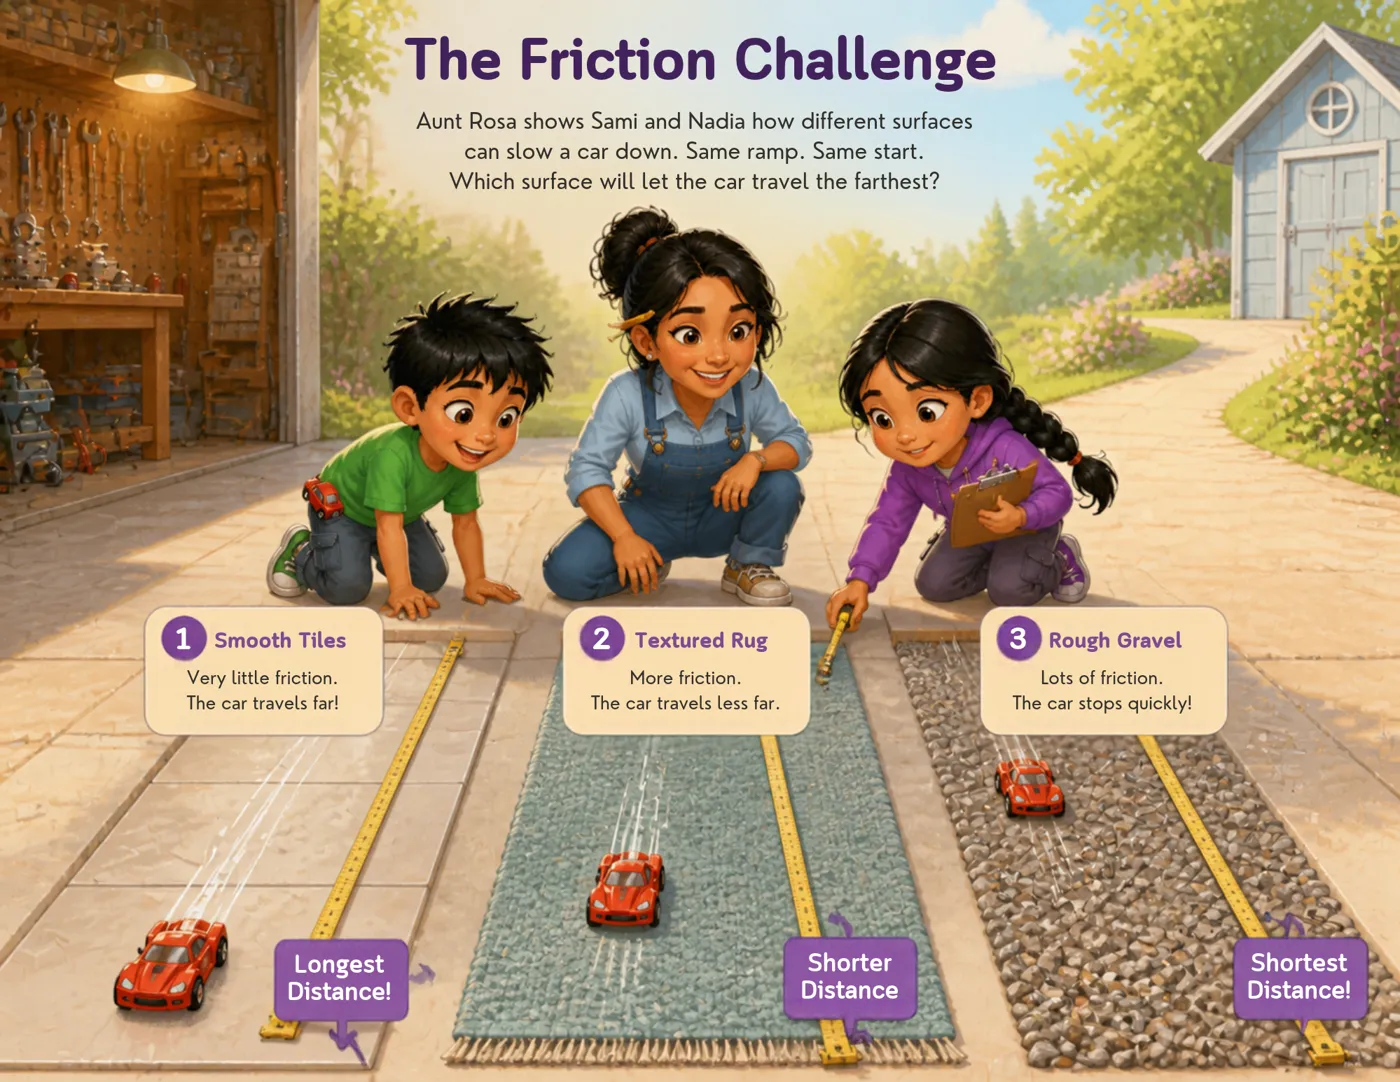 The Friction Challenge
Aunt Rosa shows Sami and Nadia how different surfaces
can slow a car down. Same ramp. Same start.
Which surface will let the car travel the farthest?
1 Smooth Tiles
Very little friction.
The car travels far!
2 Textured Rug
More friction.
The car travels less far.
3 Rough Gravel
Lots of friction.
The car stops quickly!
Longest
Distance!
Shorter
Distance
Shortest
Distance!